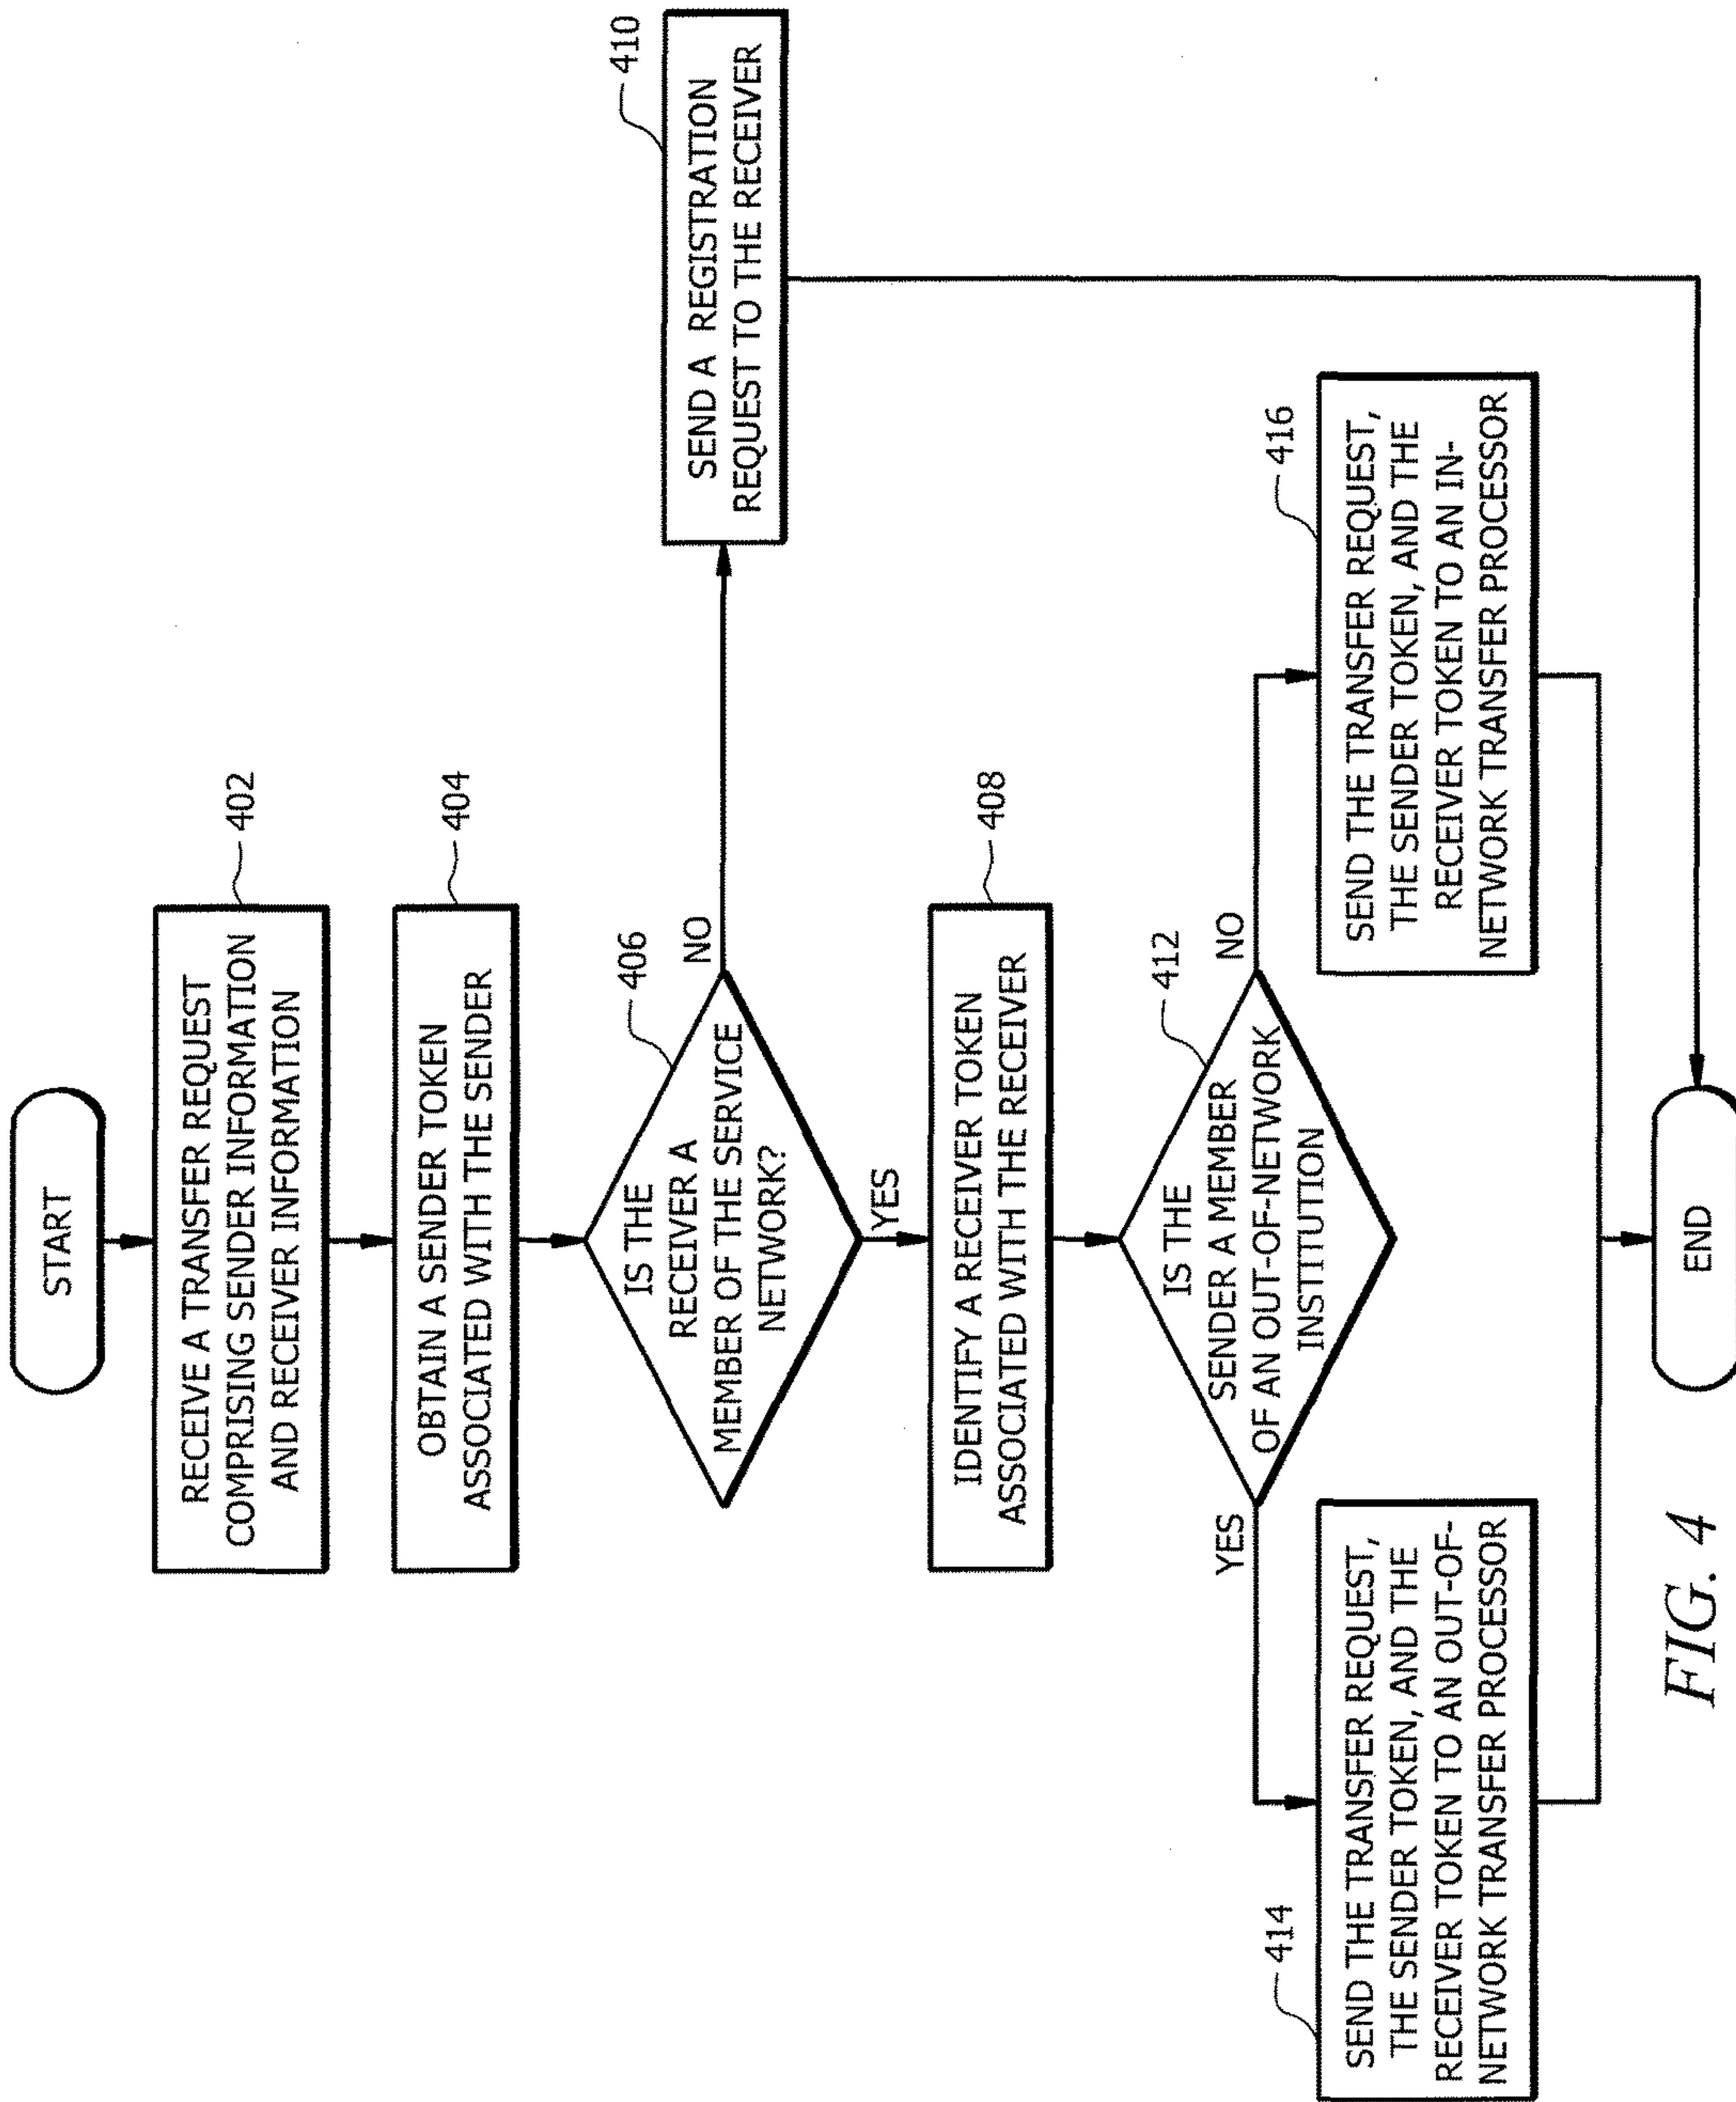 START
402
RECEIVE A TRANSFER REQUEST
COMPRISING SENDER INFORMATION
AND RECEIVER INFORMATION
404
OBTAIN A SENDER TOKEN
ASSOCIATED WITH THE SENDER
406
IS THE
RECEIVER A
MEMBER OF THE SERVICE
NETWORK?
NO
YES
410
SEND A REGISTRATION
REQUEST TO THE RECEIVER
408
IDENTIFY A RECEIVER TOKEN
ASSOCIATED WITH THE RECEIVER
412
IS THE
SENDER A MEMBER
OF AN OUT-OF-NETWORK
INSTITUTION
YES
NO
414
SEND THE TRANSFER REQUEST,
THE SENDER TOKEN, AND THE
RECEIVER TOKEN TO AN OUT-OF-
NETWORK TRANSFER PROCESSOR
416
SEND THE TRANSFER REQUEST,
THE SENDER TOKEN, AND THE
RECEIVER TOKEN TO AN IN-
NETWORK TRANSFER PROCESSOR
END
FIG. 4